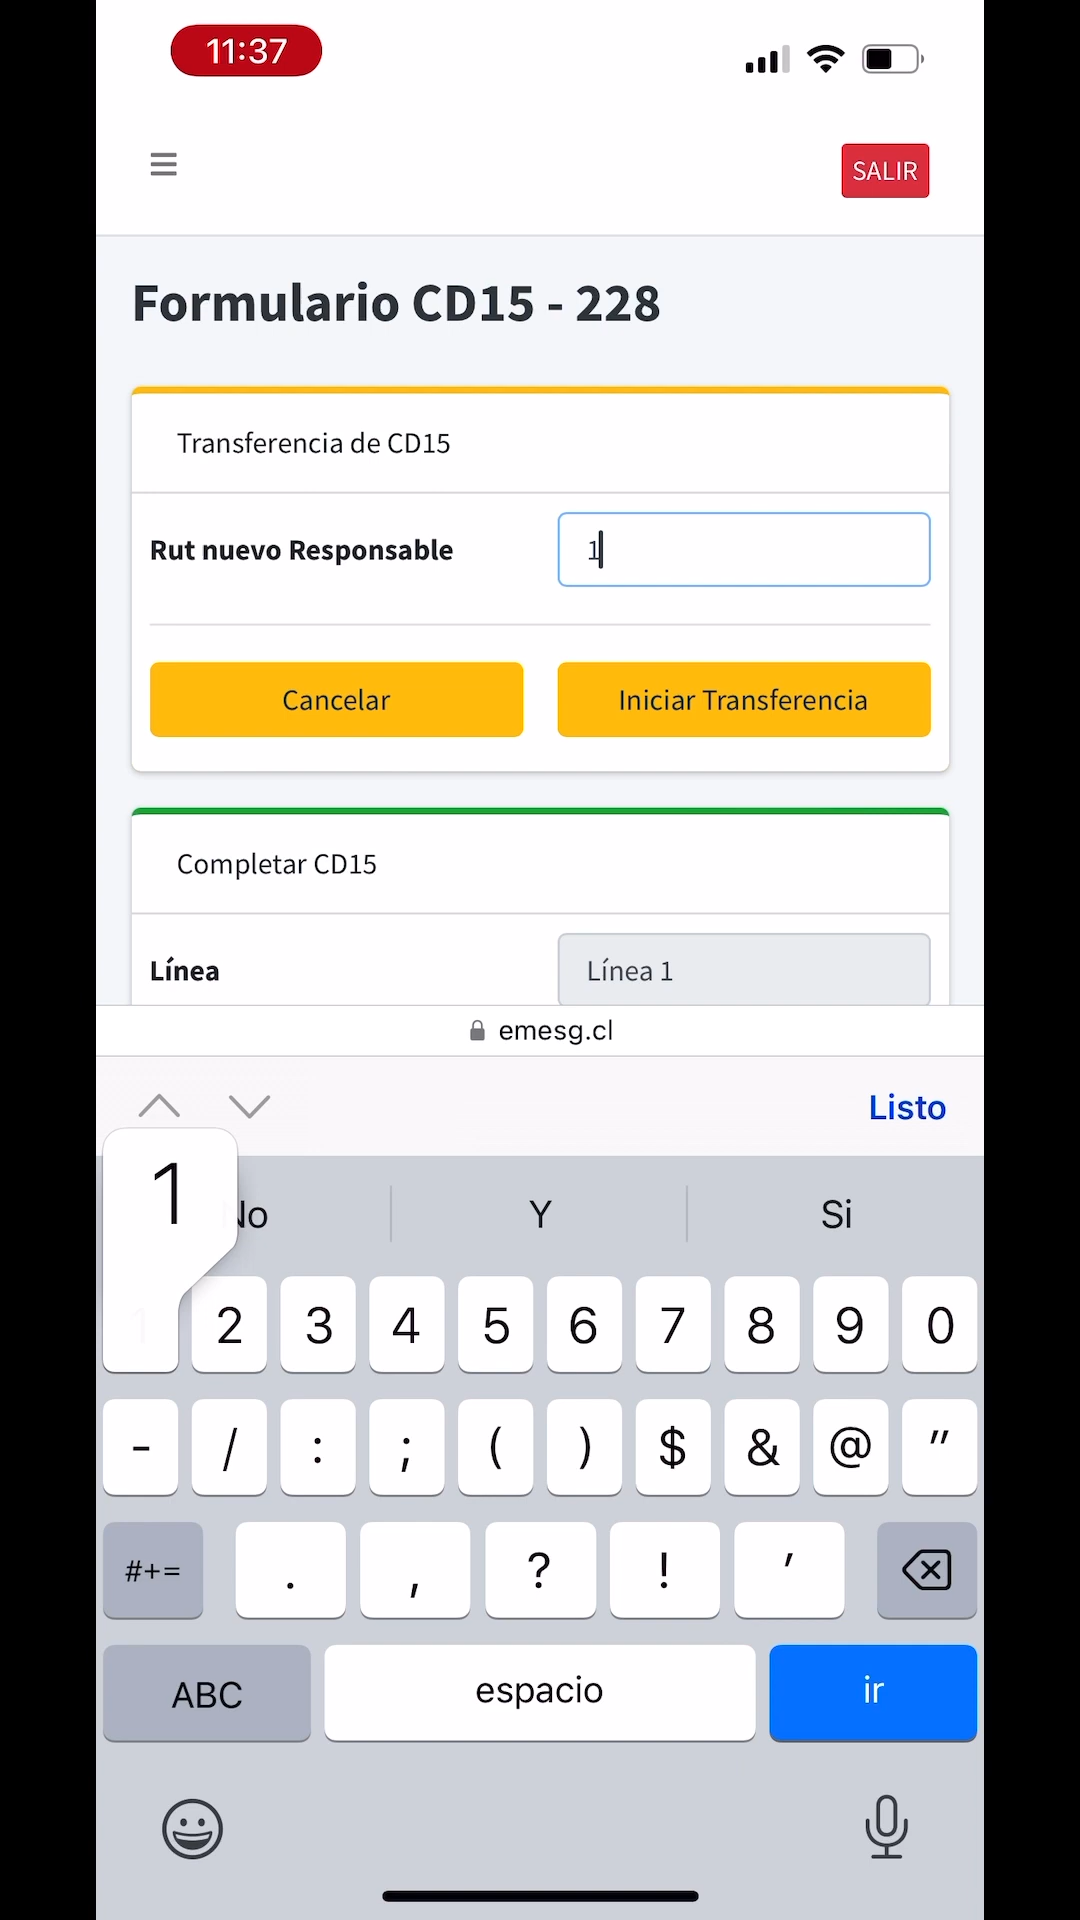 11:37
SALIR
Formulario CD15 - 228
Transferencia de CD15
Rut nuevo Responsable
1
Cancelar
Iniciar Transferencia
Completar CD15
Línea
Línea 1
emesg.cl
Listo
1
No
Y
Si
1 2 3 4 5 6 7 8 9 0
- / : ; ( ) $ & @ "
#+= . , ? ! '
ABC espacio ir